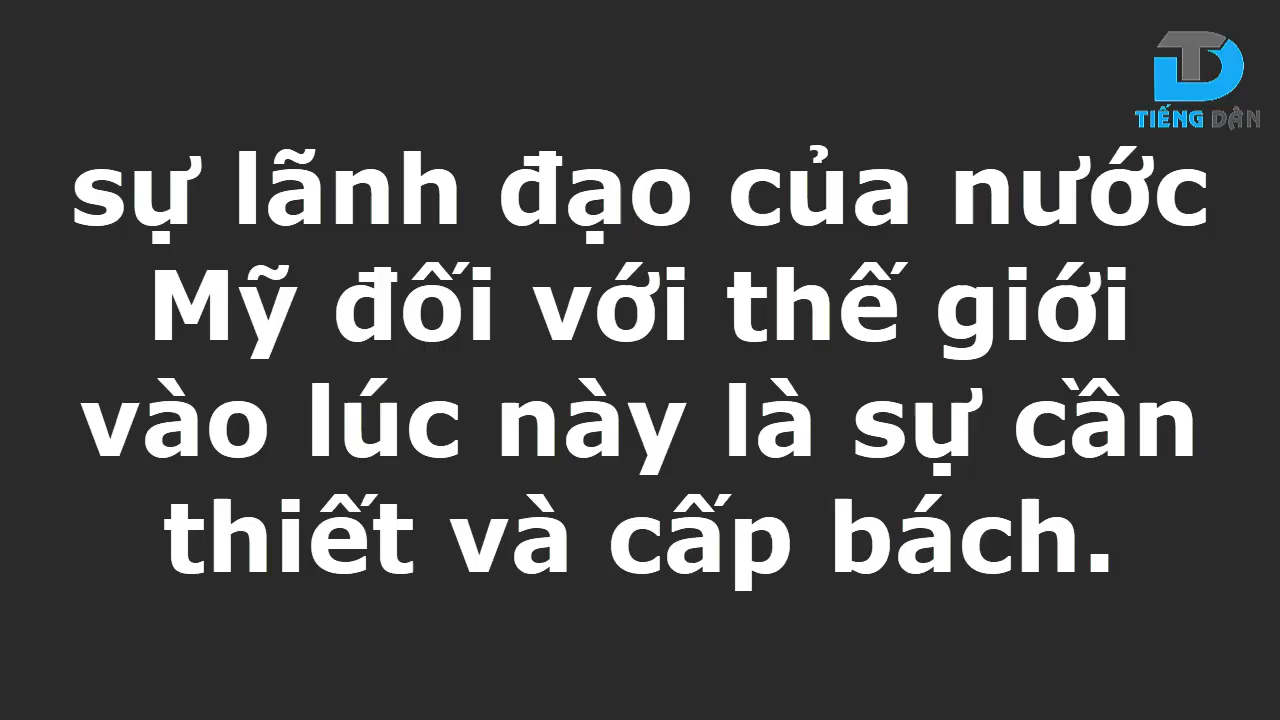 TIẾNG DÂN
sự lãnh đạo của nước
Mỹ đối với thế giới
vào lúc này là sự cần
thiết và cấp bách.